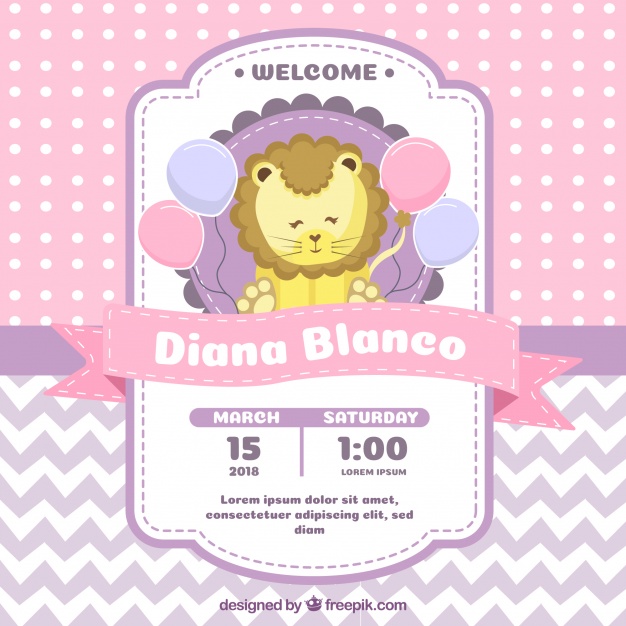 • WELCOME •
Diana Blanco
MARCH SATURDAY
15 1:00
2018 LOREM IPSUM
Lorem ipsum dolor sit amet,
consectetur adipiscing elit, sed
diam
designed by freepik.com